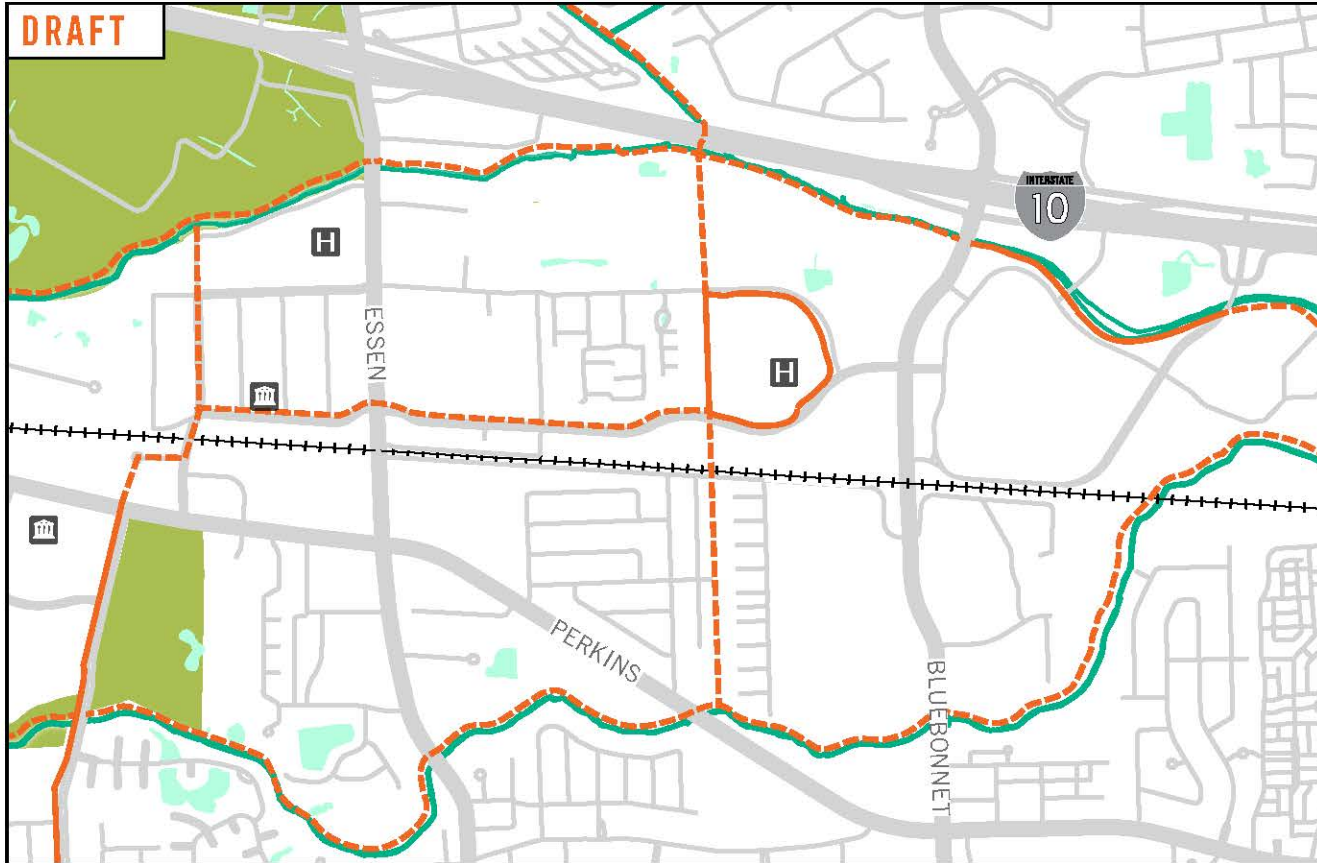 DRAFT
INTERSTATE
10
H
ESSEN
H
PERKINS
BLUEBONNET